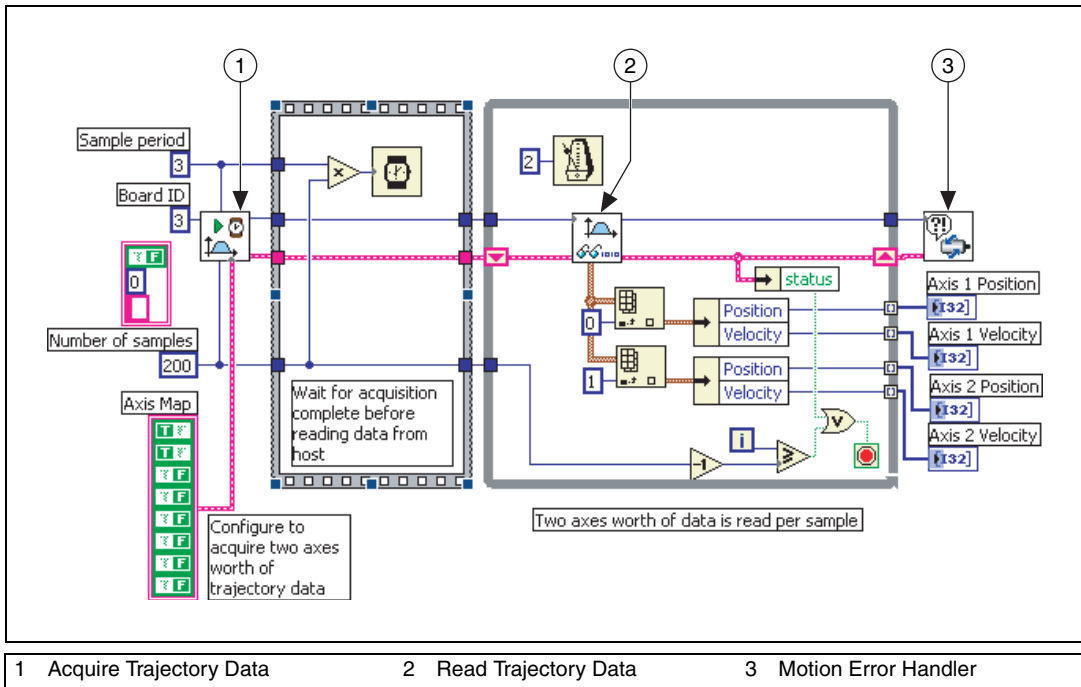 1
2
3
Sample period
3
Board ID
3
F
0
Number of samples
200
Axis Map
T
T
F
F
F
F
F
F
Configure to
acquire two axes
worth of
trajectory data
×
Wait for acquisition
complete before
reading data from
host
2
?!
status
0
Position
Velocity
1
Position
Velocity
i
-1
≥
V
Two axes worth of data is read per sample
Axis 1 Position
I32]
Axis 1 Velocity
I32]
Axis 2 Position
I32]
Axis 2 Velocity
I32]
1 Acquire Trajectory Data 2 Read Trajectory Data 3 Motion Error Handler